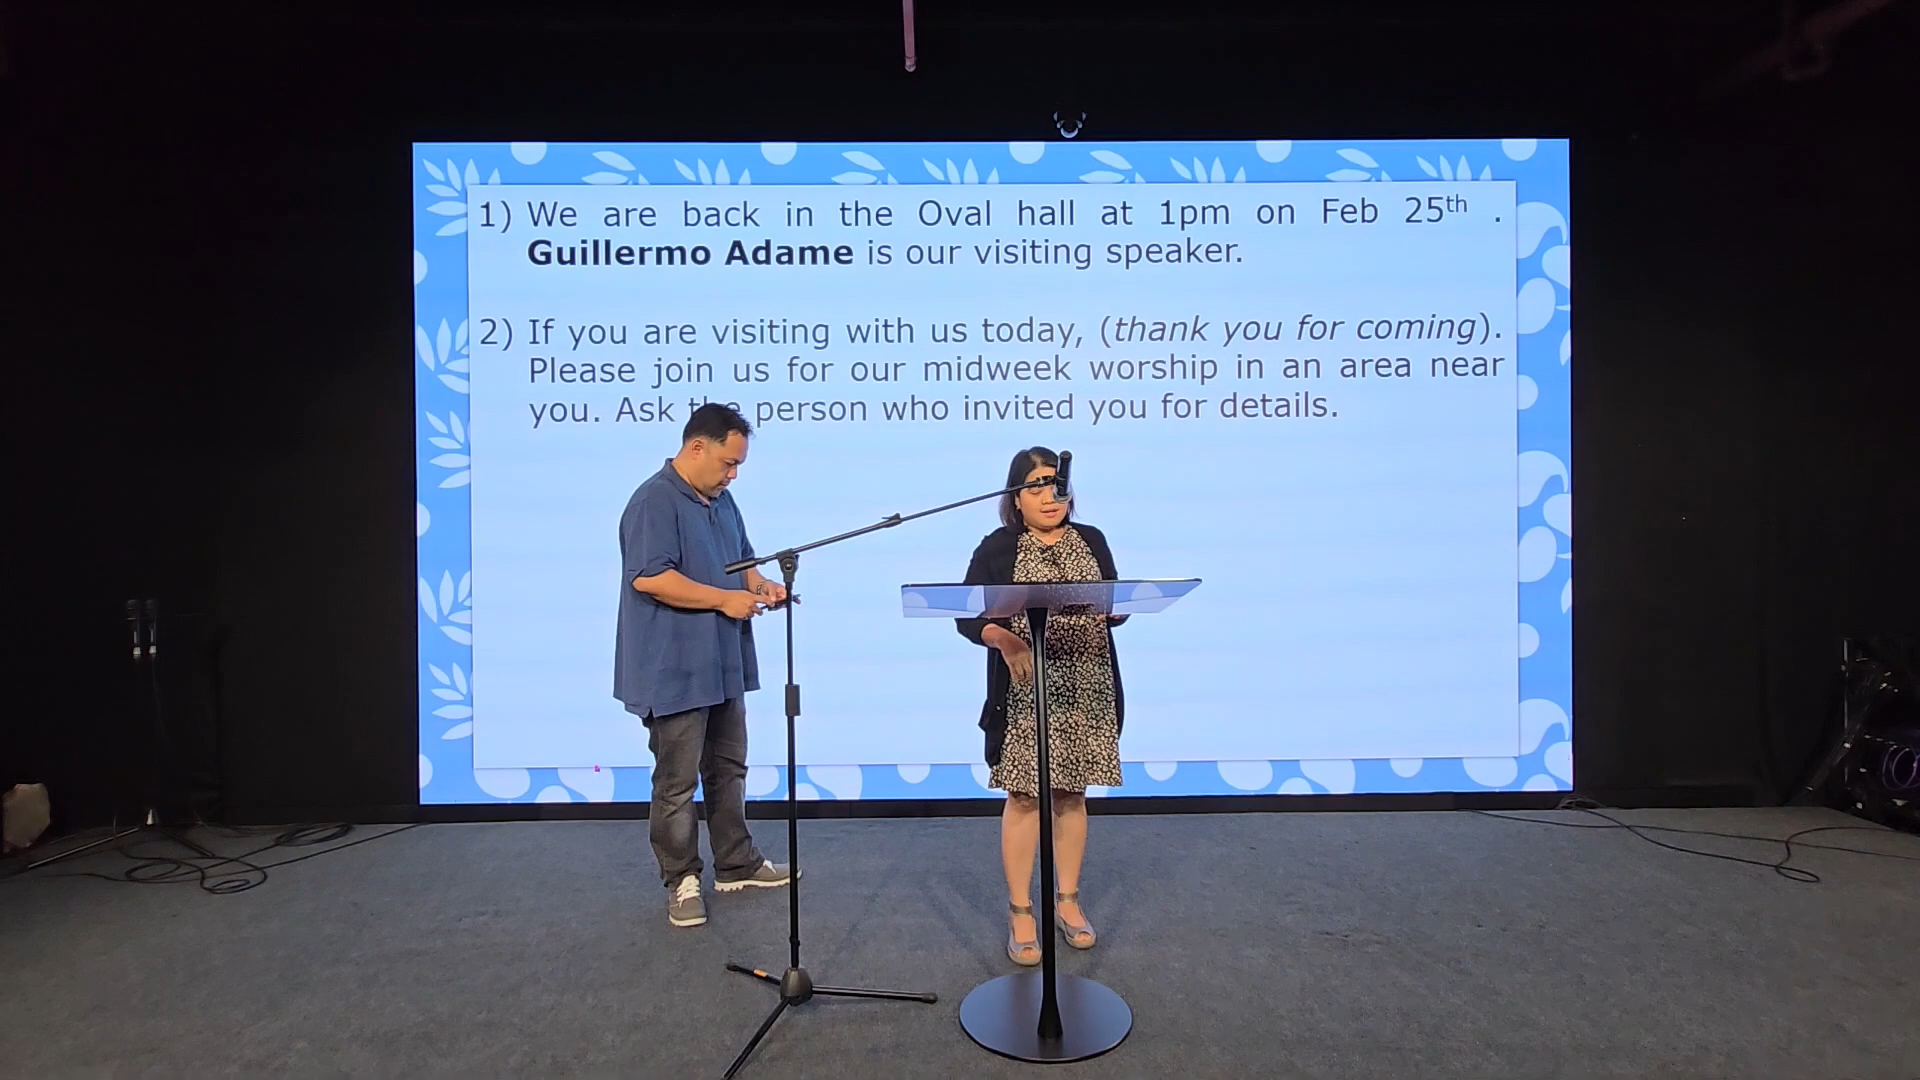 1) We are back in the Oval hall at 1pm on Feb 25th .
Guillermo Adame is our visiting speaker.
2) If you are visiting with us today, (thank you for coming).
Please join us for our midweek worship in an area near
you. Ask the person who invited you for details.